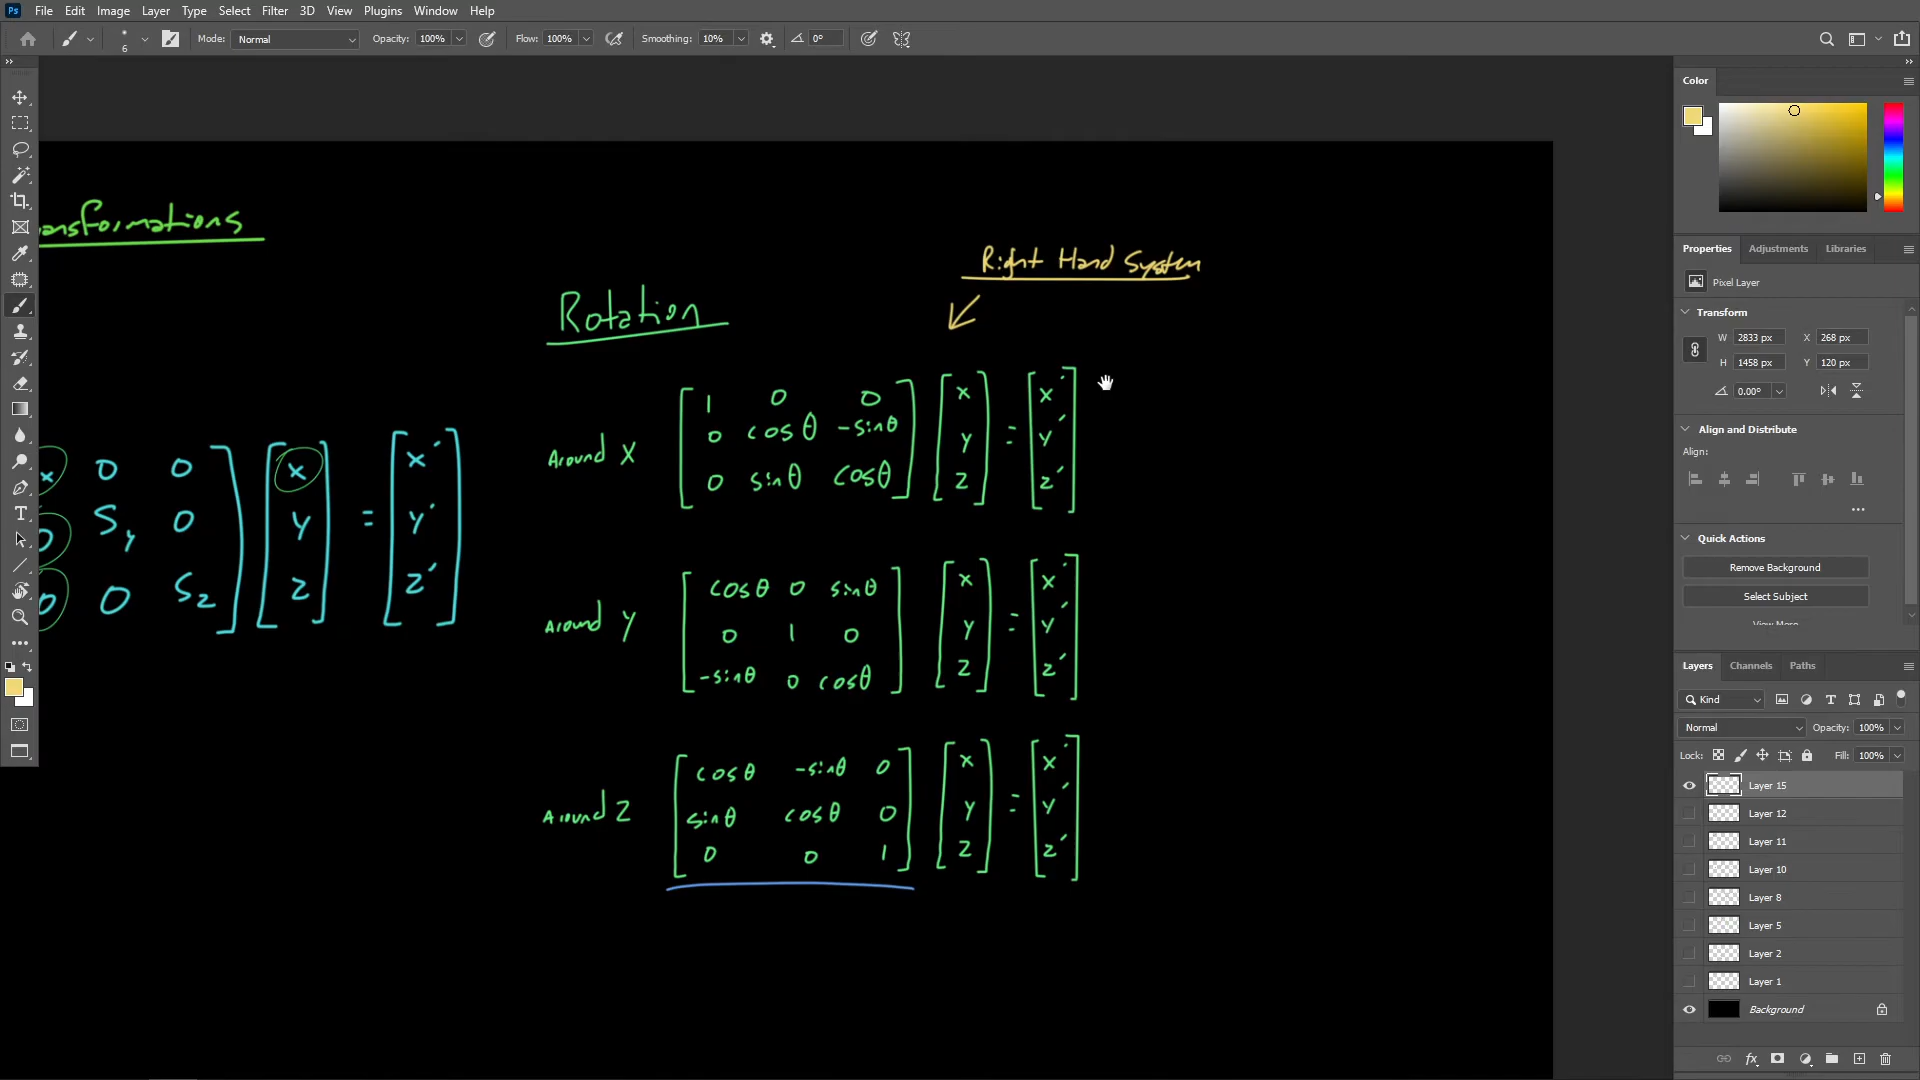 Ps File Edit Image Layer Type Select Filter 3D View Plugins Window Help
6 Mode: Normal Opacity: 100% Flow: 100% Smoothing: 10% 0°
ansformations
Right Hand System
Rotation
x 0 0
0 Sy 0
0 0 Sz
x
y
z
=
x'
y'
z'
Around X
1 0 0
0 cosθ -sinθ
0 sinθ cosθ
x
y
z
=
x'
y'
z'
Around Y
cosθ 0 sinθ
0 1 0
-sinθ 0 cosθ
x
y
z
=
x'
y'
z'
Around Z
cosθ -sinθ 0
sinθ cosθ 0
0 0 1
x
y
z
=
x'
y'
z'
Color
Properties Adjustments Libraries
Pixel Layer
Transform
W 2833 px X 268 px
H 1458 px Y 120 px
0.00°
Align and Distribute
Align:
Quick Actions
Remove Background
Select Subject
View More
Layers Channels Paths
Kind
Normal Opacity: 100%
Lock: Fill: 100%
Layer 15
Layer 12
Layer 11
Layer 10
Layer 8
Layer 5
Layer 2
Layer 1
Background